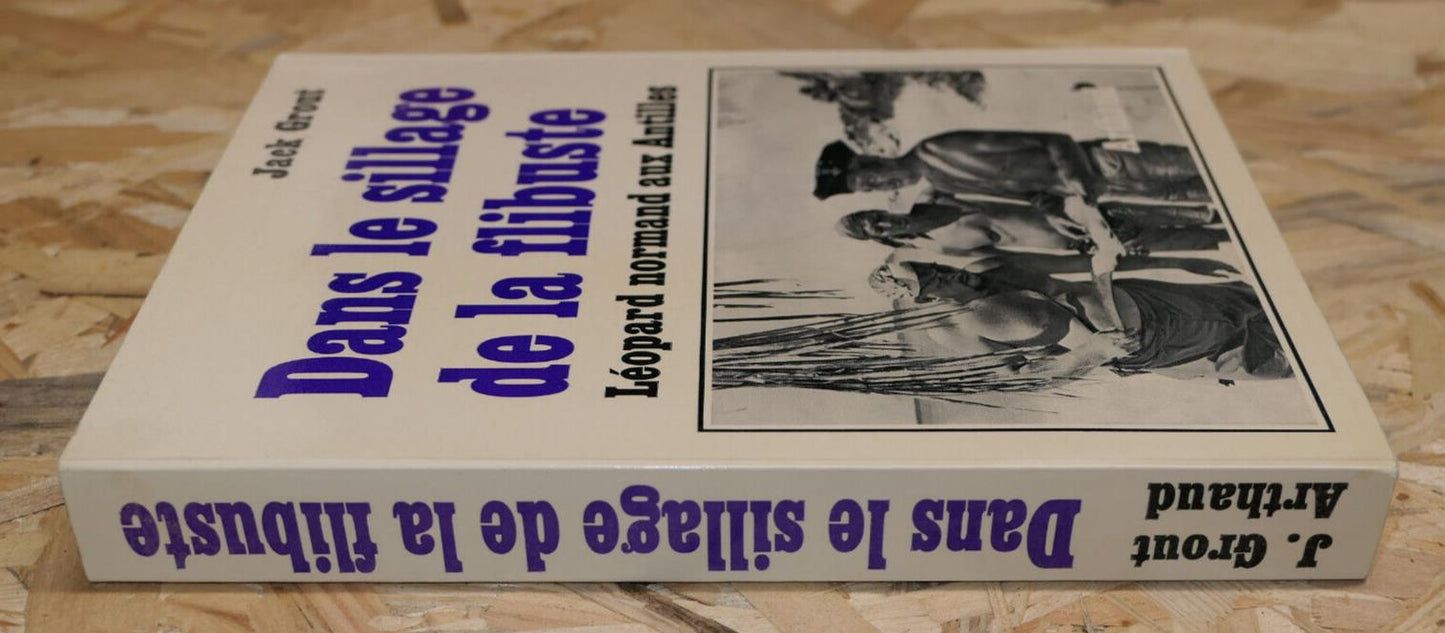 Jack Grout
Dans le sillage
de la flibuste
Léopard normand aux Antilles
J. Grout
Arthaud
Dans le sillage de la flibuste